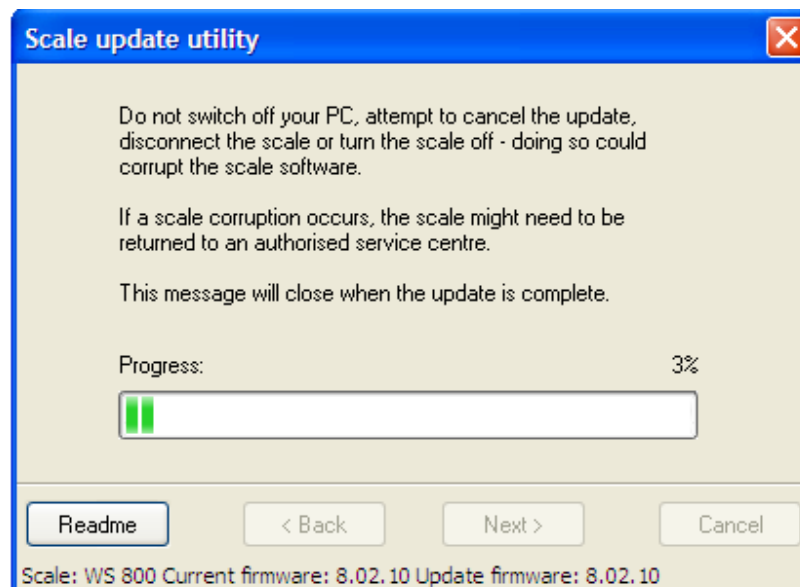 Scale update utility
Do not switch off your PC, attempt to cancel the update,
disconnect the scale or turn the scale off - doing so could
corrupt the scale software.
If a scale corruption occurs, the scale might need to be
returned to an authorised service centre.
This message will close when the update is complete.
Progress: 3%
Readme < Back Next > Cancel
Scale: WS 800 Current firmware: 8.02.10 Update firmware: 8.02.10